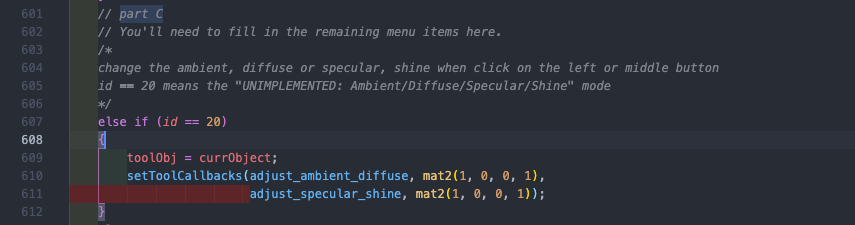 601 // part C
602 // You'll need to fill in the remaining menu items here.
603 /*
604 change the ambient, diffuse or specular, shine when click on the left or middle button
605 id == 20 means the "UNIMPLEMENTED: Ambient/Diffuse/Specular/Shine" mode
606 */
607 else if (id == 20)
608 {
609 toolObj = currObject;
610 setToolCallbacks(adjust_ambient_diffuse, mat2(1, 0, 0, 1),
611 adjust_specular_shine, mat2(1, 0, 0, 1));
612 }